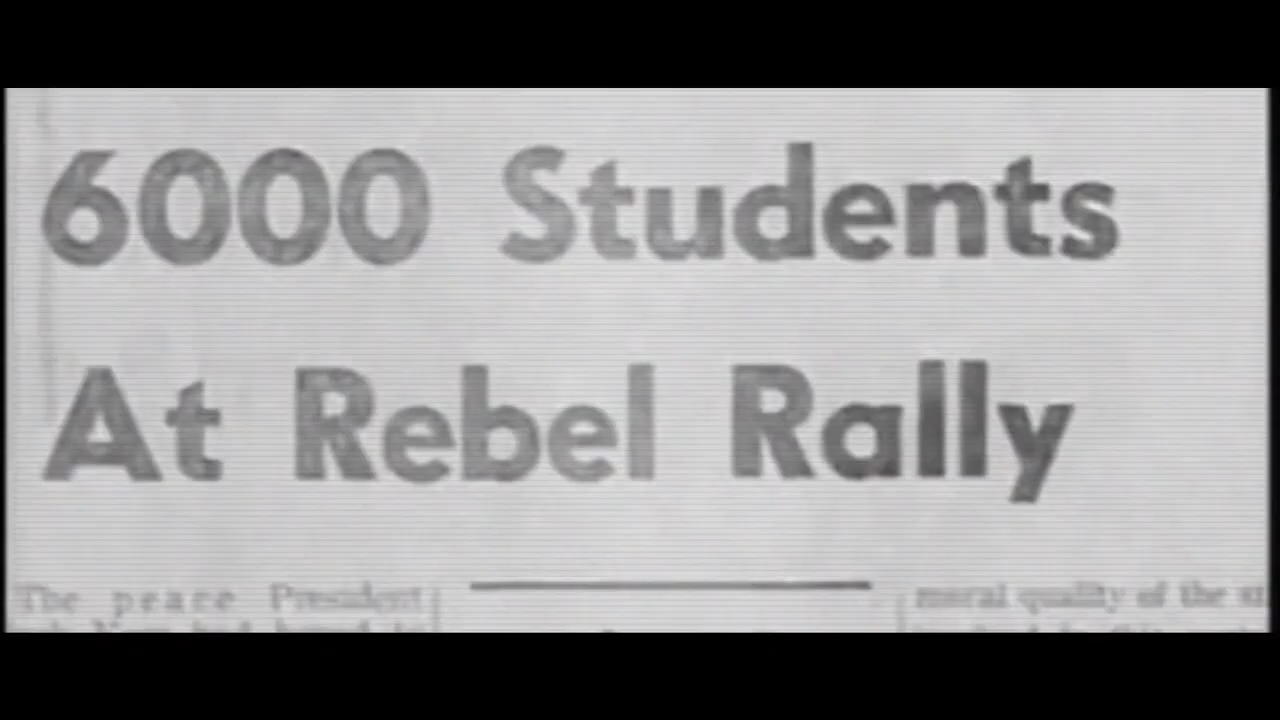 6000 Students
At Rebel Rally
The peace President
moral quality of the